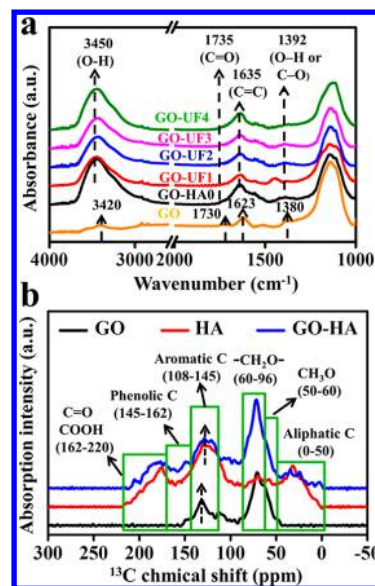 a
3450
(O-H)
1735
(C=O)
1392
(O-H or
C-O)
1635
(C=C)
GO-UF4
GO-UF3
GO-UF2
GO-UF1
GO-HA0
GO
3420
1730
1623
1380
Absorbance (a.u.)
4000 3000 2000 1000
Wavenumber (cm-1)
b
GO HA GO-HA
Aromatic C
(108-145)
-CH2O-
(60-96)
CH3O
(50-60)
Phenolic C
(145-162)
C=O
COOH
(162-220)
Aliphatic C
(0-50)
Absorption intensity (a.u.)
300 250 200 150 100 50 0 -50
13C chmical shift (ppm)